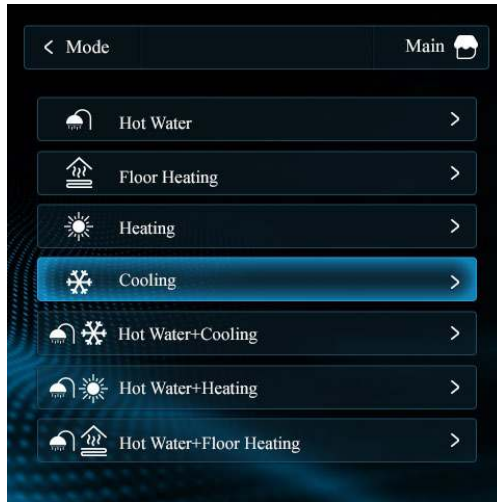 Mode
Main
Hot Water
Floor Heating
Heating
Cooling
Hot Water+Cooling
Hot Water+Heating
Hot Water+Floor Heating